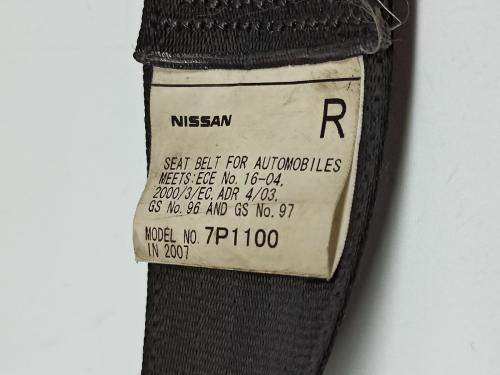 NISSAN R
SEAT BELT FOR AUTOMOBILES
MEETS:ECE No. 16-04,
2000/3/EC, ADR 4/03,
GS No. 96 AND GS No. 97
MODEL NO. 7P1100
IN 2007